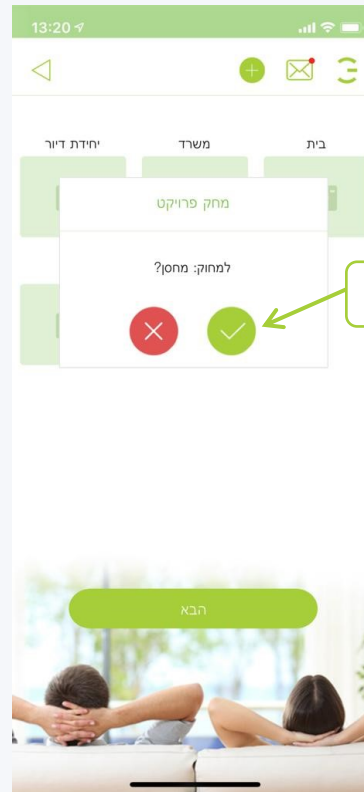 13:20
בית
משרד
יחידת דיור
מחק פרויקט
למחוק: מחסן?
הבא